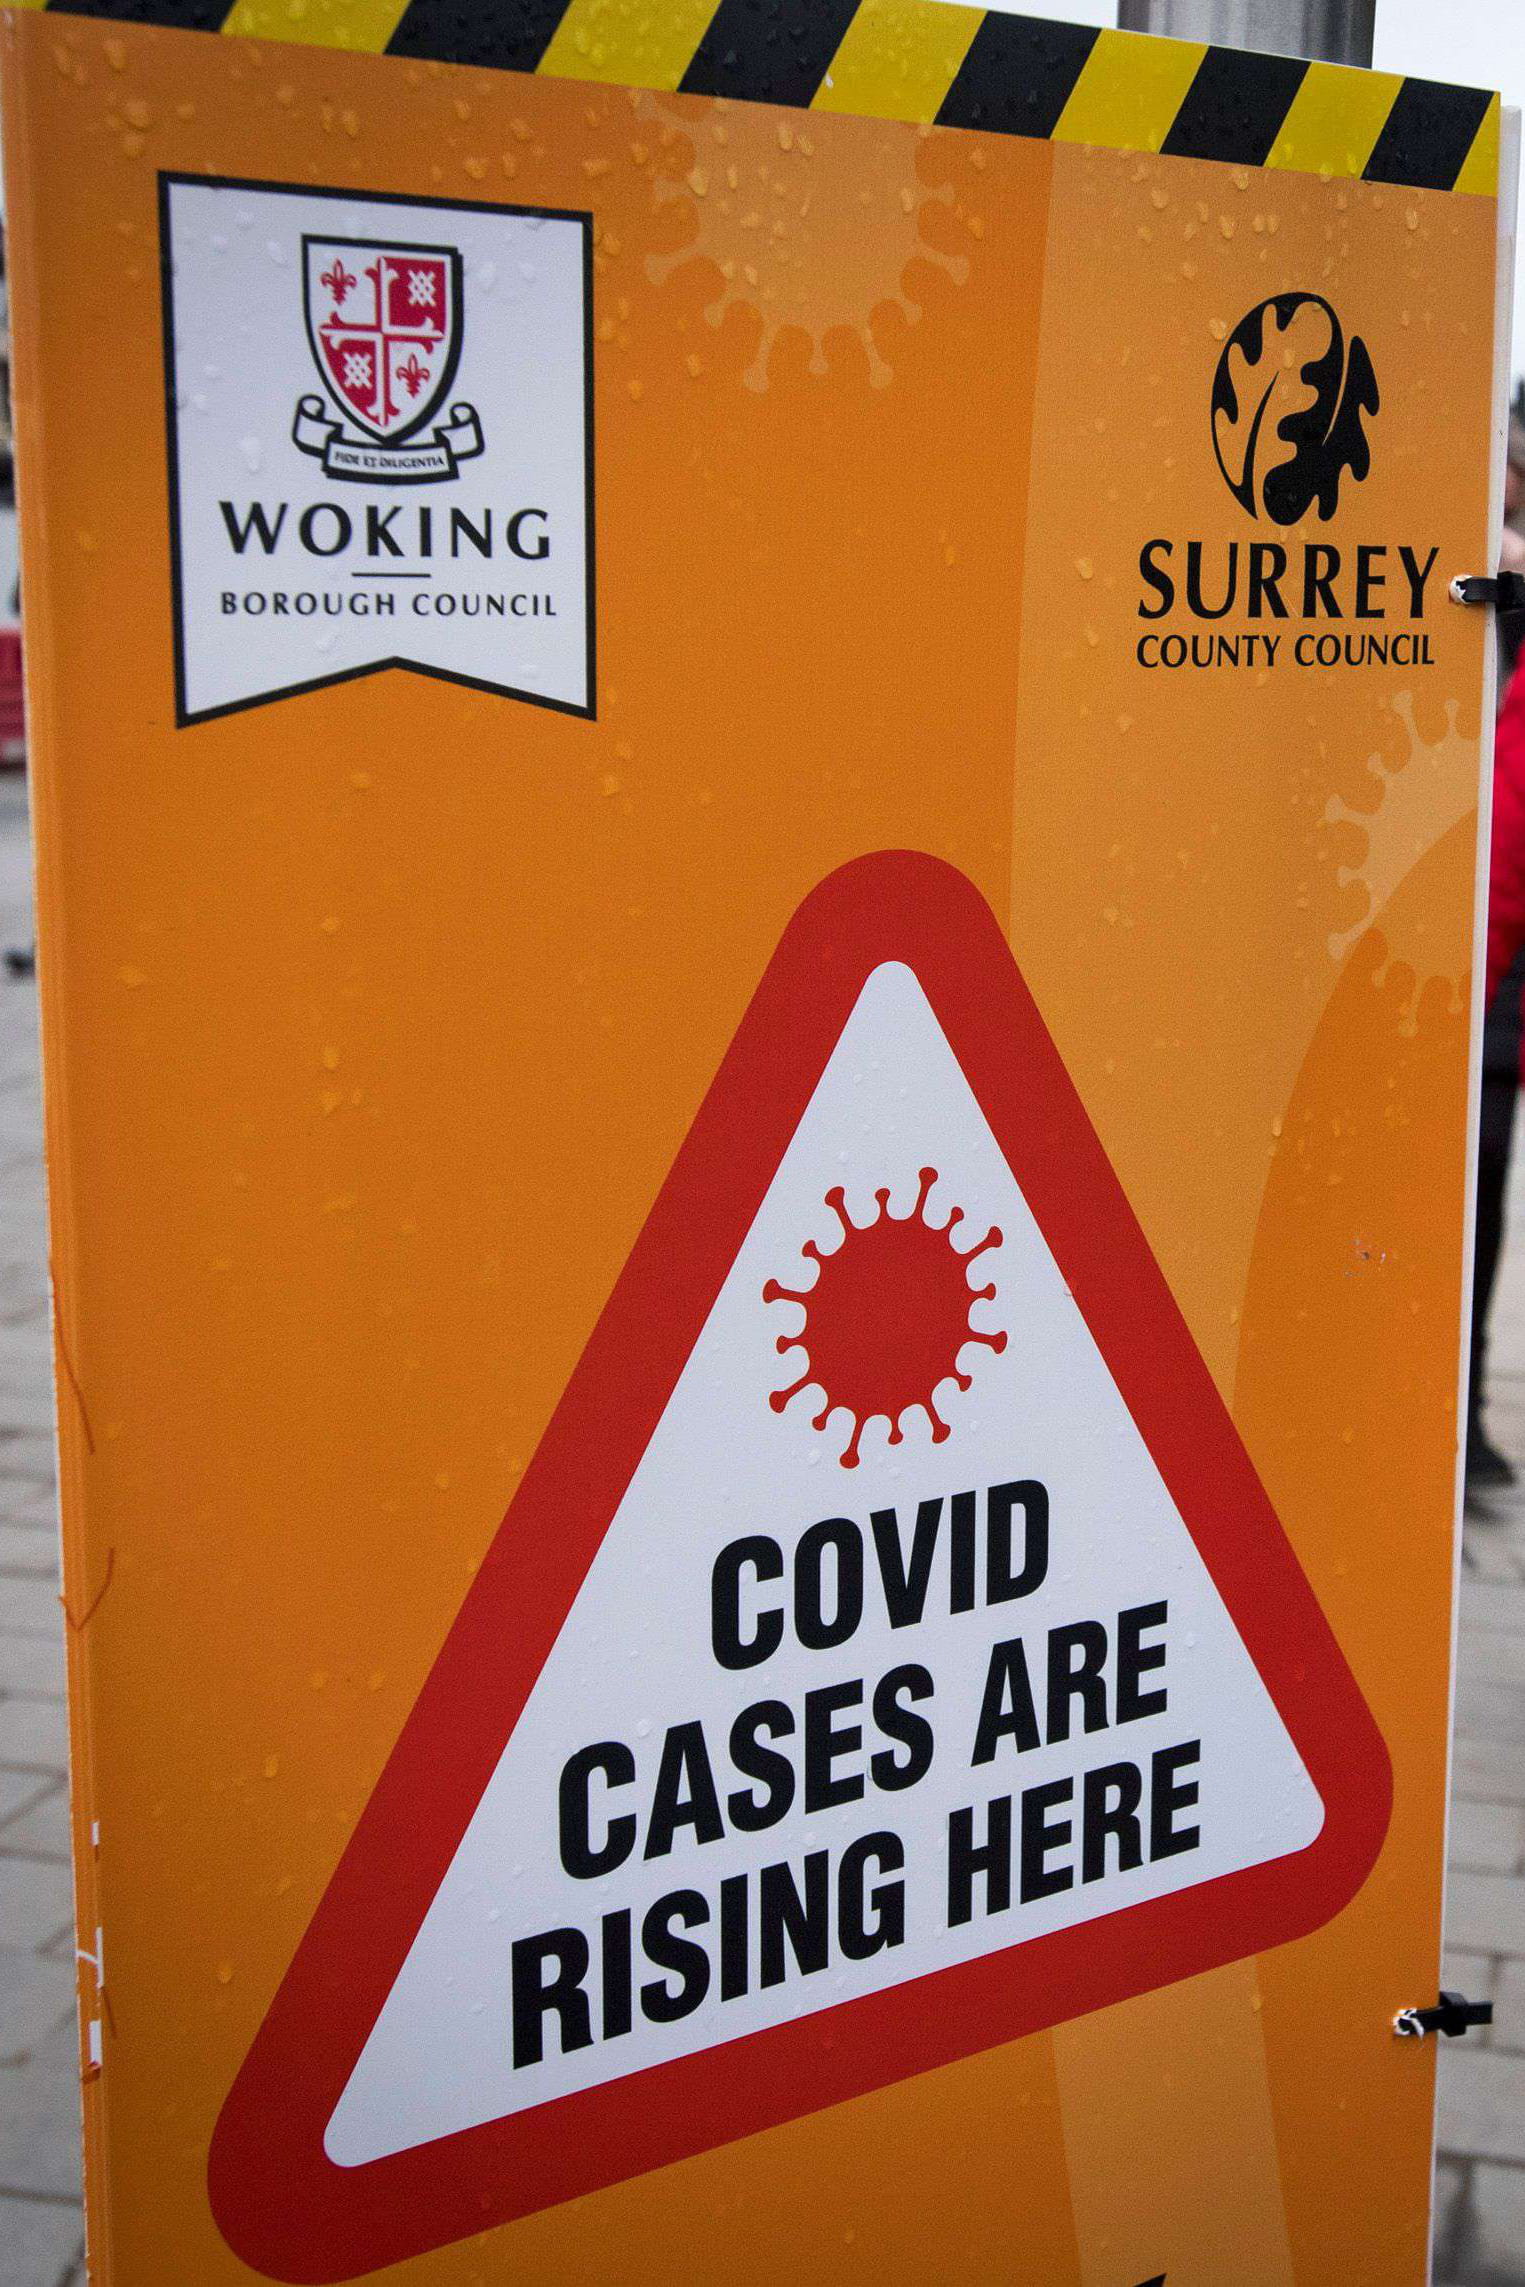 FIDE ET DILIGENTIA
WOKING
BOROUGH COUNCIL
SURREY
COUNTY COUNCIL
COVID
CASES ARE
RISING HERE